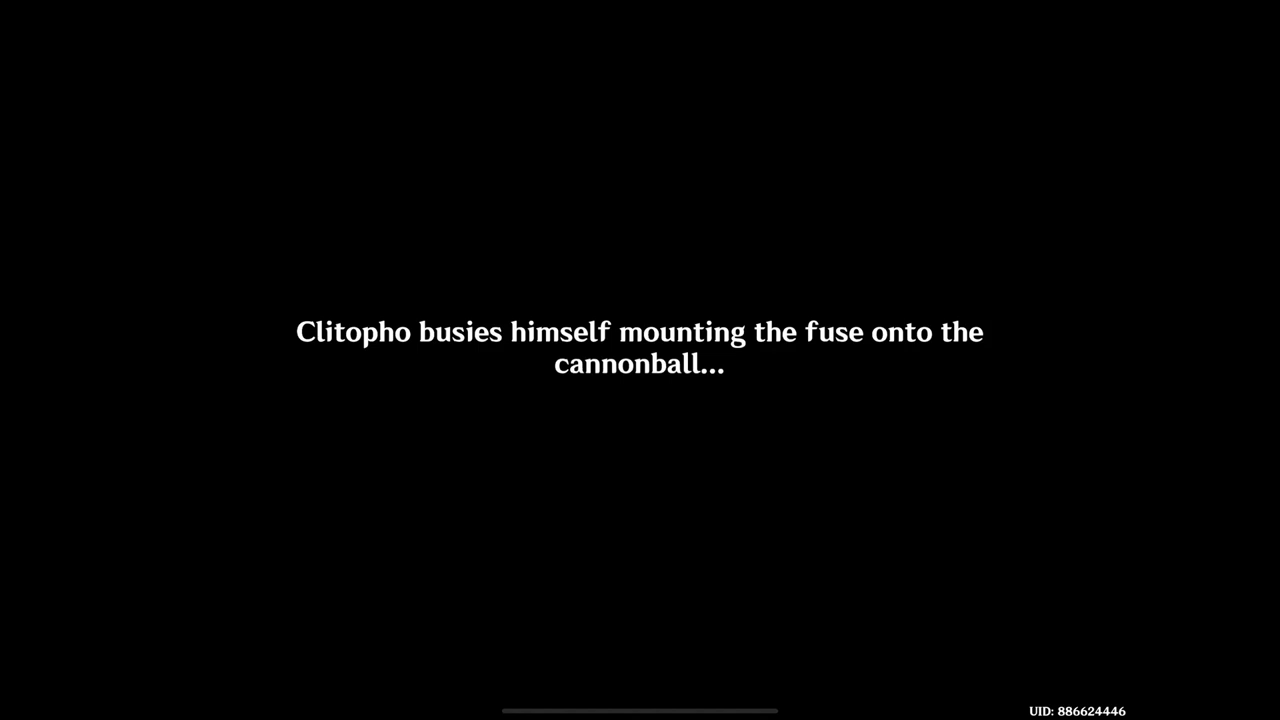 Clitopho busies himself mounting the fuse onto the
cannonball...
UID: 886624446